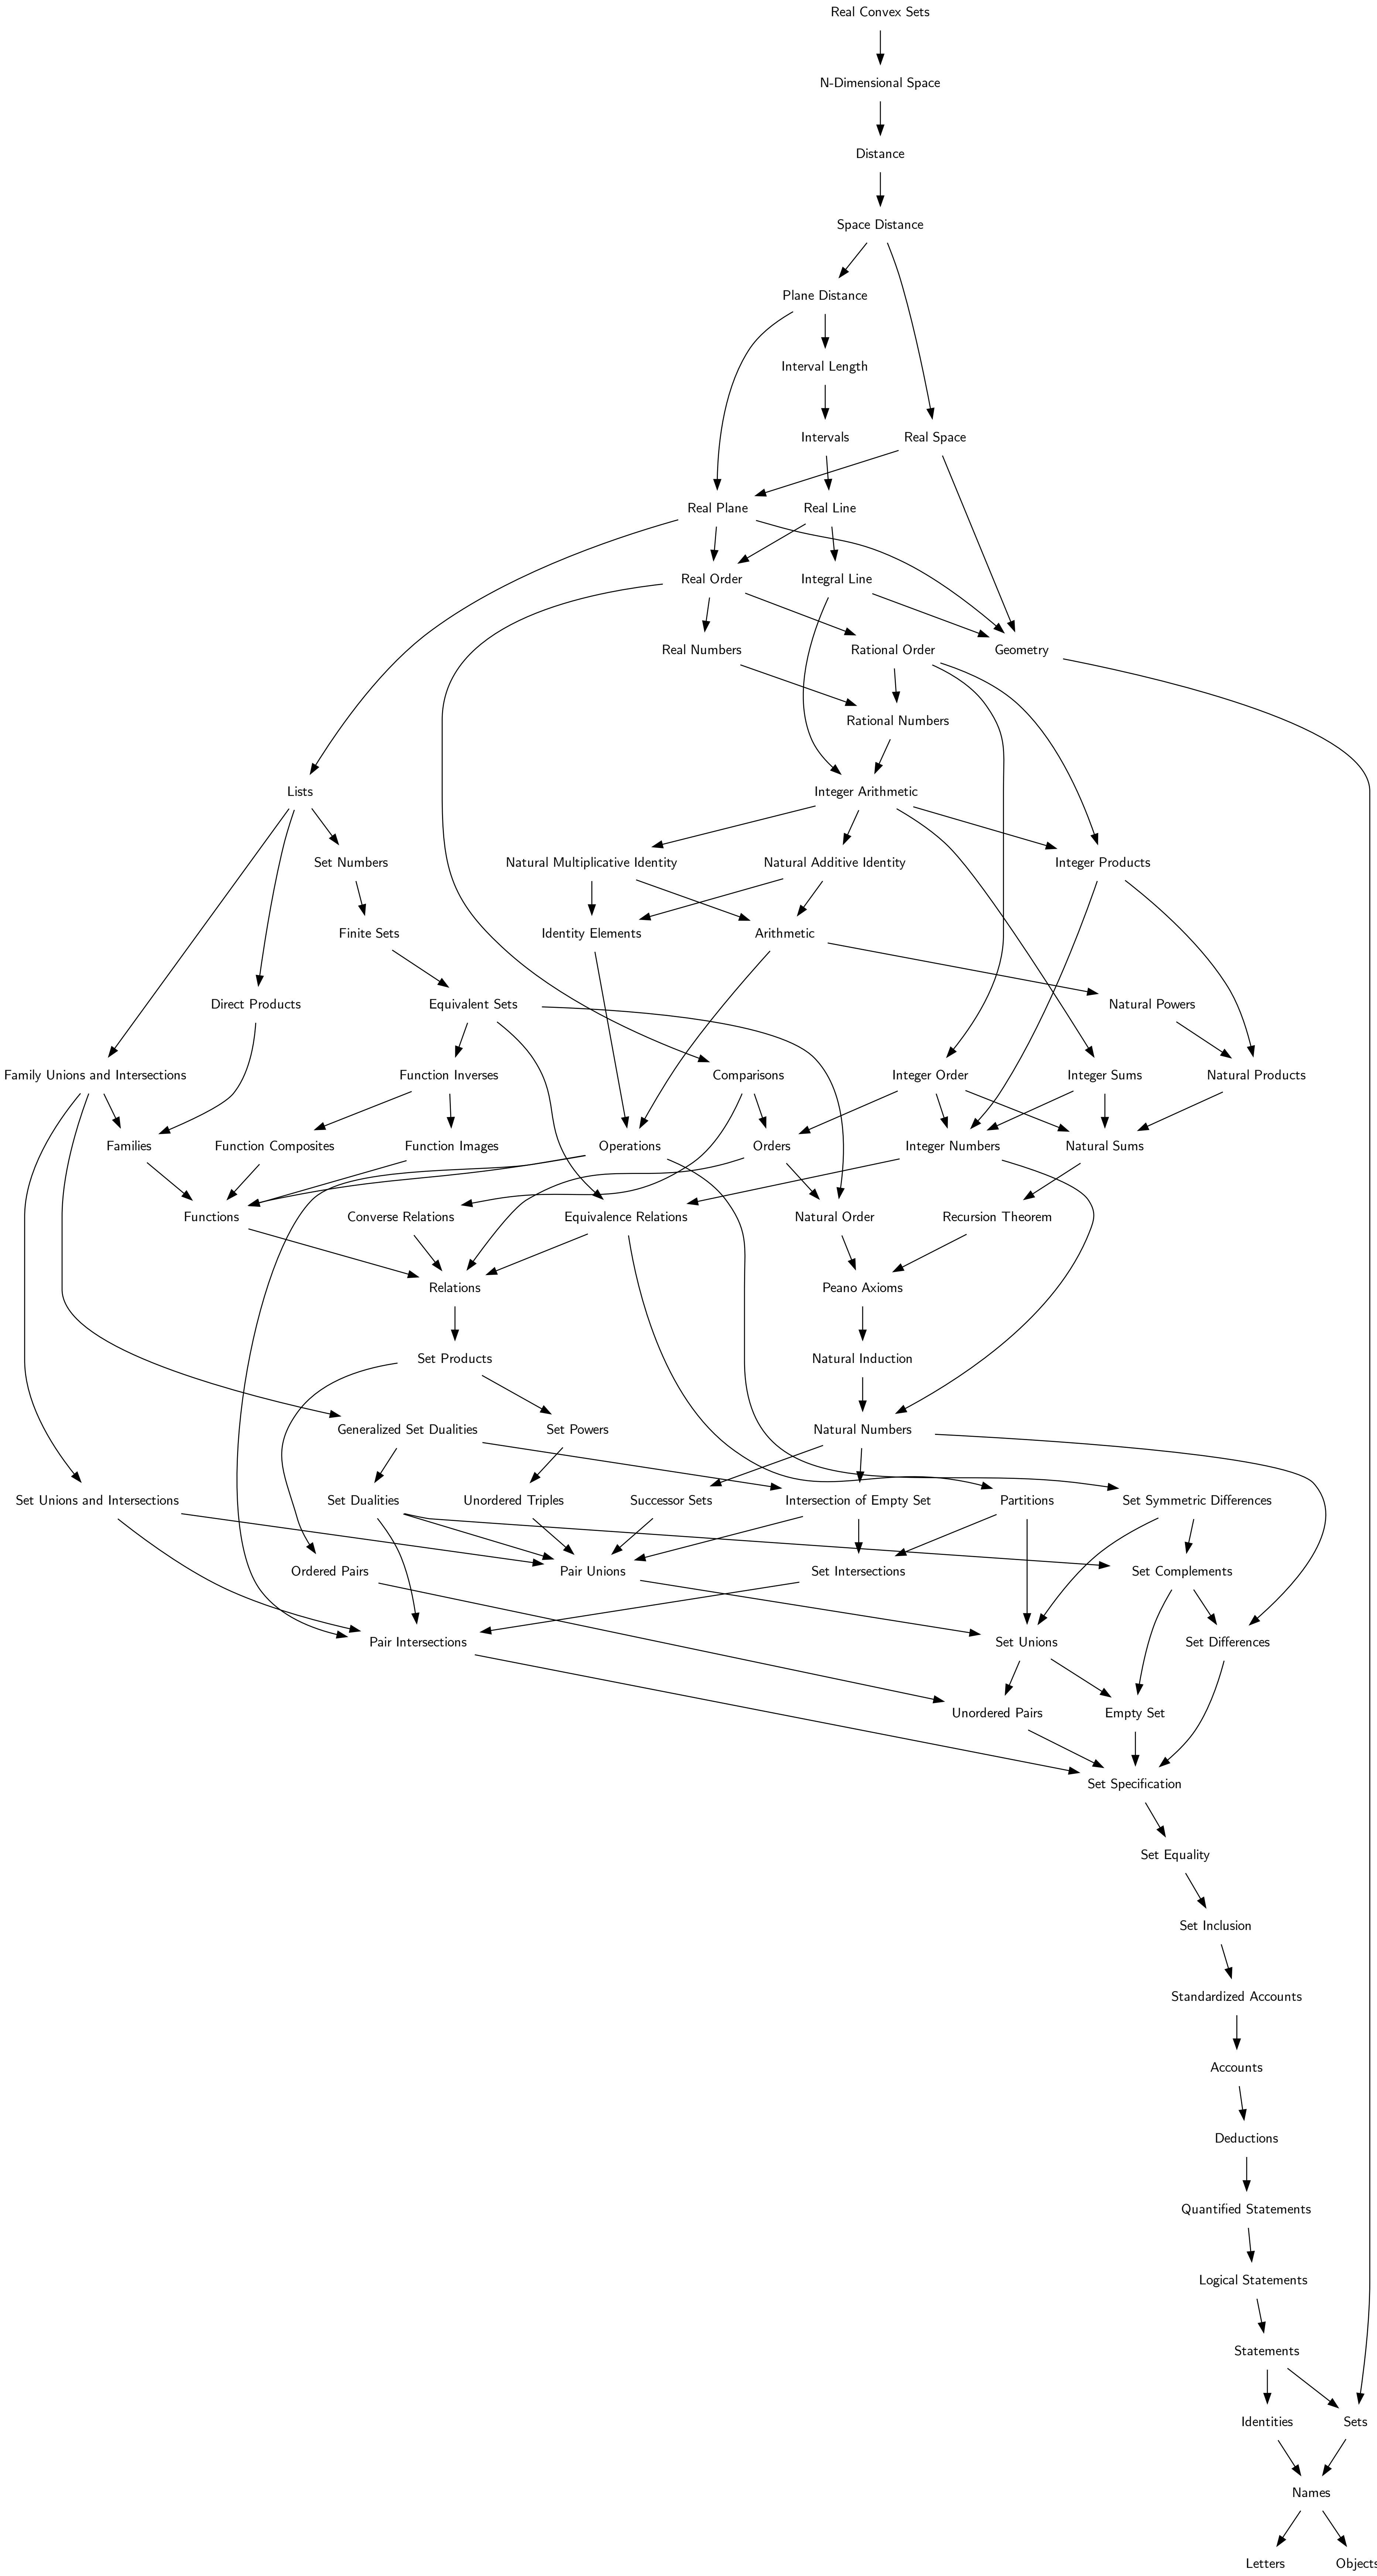 Real Convex Sets
N-Dimensional Space
Distance
Space Distance
Plane Distance
Interval Length
Intervals
Real Space
Real Plane
Real Line
Real Order
Integral Line
Real Numbers
Rational Order
Geometry
Rational Numbers
Lists
Integer Arithmetic
Set Numbers
Natural Multiplicative Identity
Natural Additive Identity
Integer Products
Finite Sets
Identity Elements
Arithmetic
Direct Products
Equivalent Sets
Natural Powers
Family Unions and Intersections
Function Inverses
Comparisons
Integer Order
Integer Sums
Natural Products
Families
Function Composites
Function Images
Operations
Orders
Integer Numbers
Natural Sums
Functions
Converse Relations
Equivalence Relations
Natural Order
Recursion Theorem
Relations
Peano Axioms
Set Products
Natural Induction
Generalized Set Dualities
Set Powers
Natural Numbers
Set Unions and Intersections
Set Dualities
Unordered Triples
Successor Sets
Intersection of Empty Set
Partitions
Set Symmetric Differences
Ordered Pairs
Pair Unions
Set Intersections
Set Complements
Pair Intersections
Set Unions
Set Differences
Unordered Pairs
Empty Set
Set Specification
Set Equality
Set Inclusion
Standardized Accounts
Accounts
Deductions
Quantified Statements
Logical Statements
Statements
Identities
Sets
Names
Letters
Objects